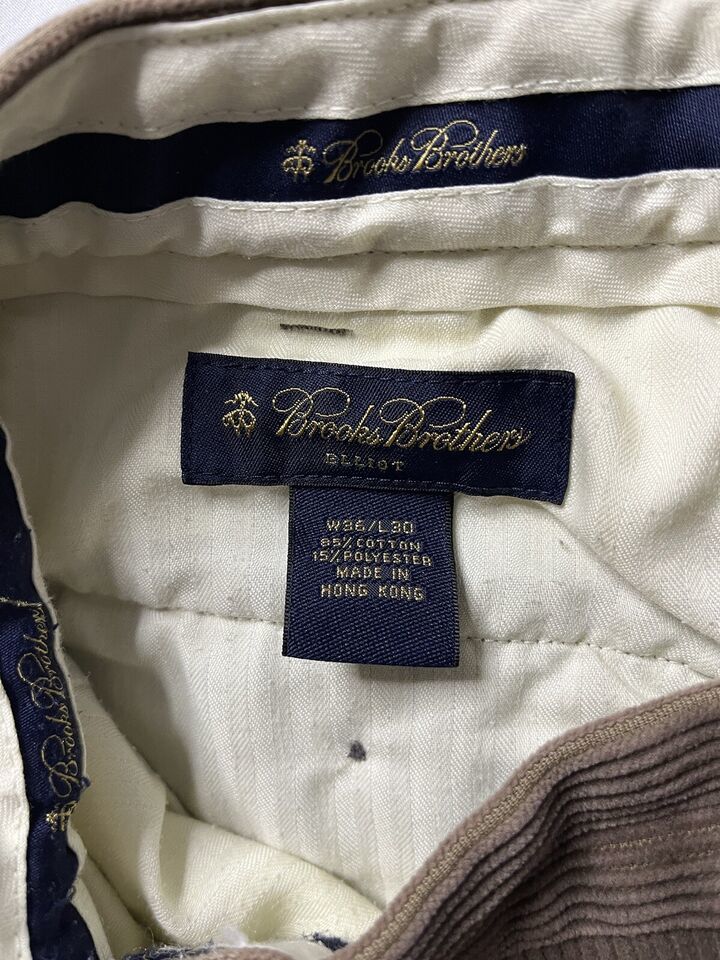 Brooks Brothers
Brooks Brothers
ELLIOT
W36/L30
85% COTTON
15% POLYESTER
MADE IN
HONG KONG
Brooks Brothers